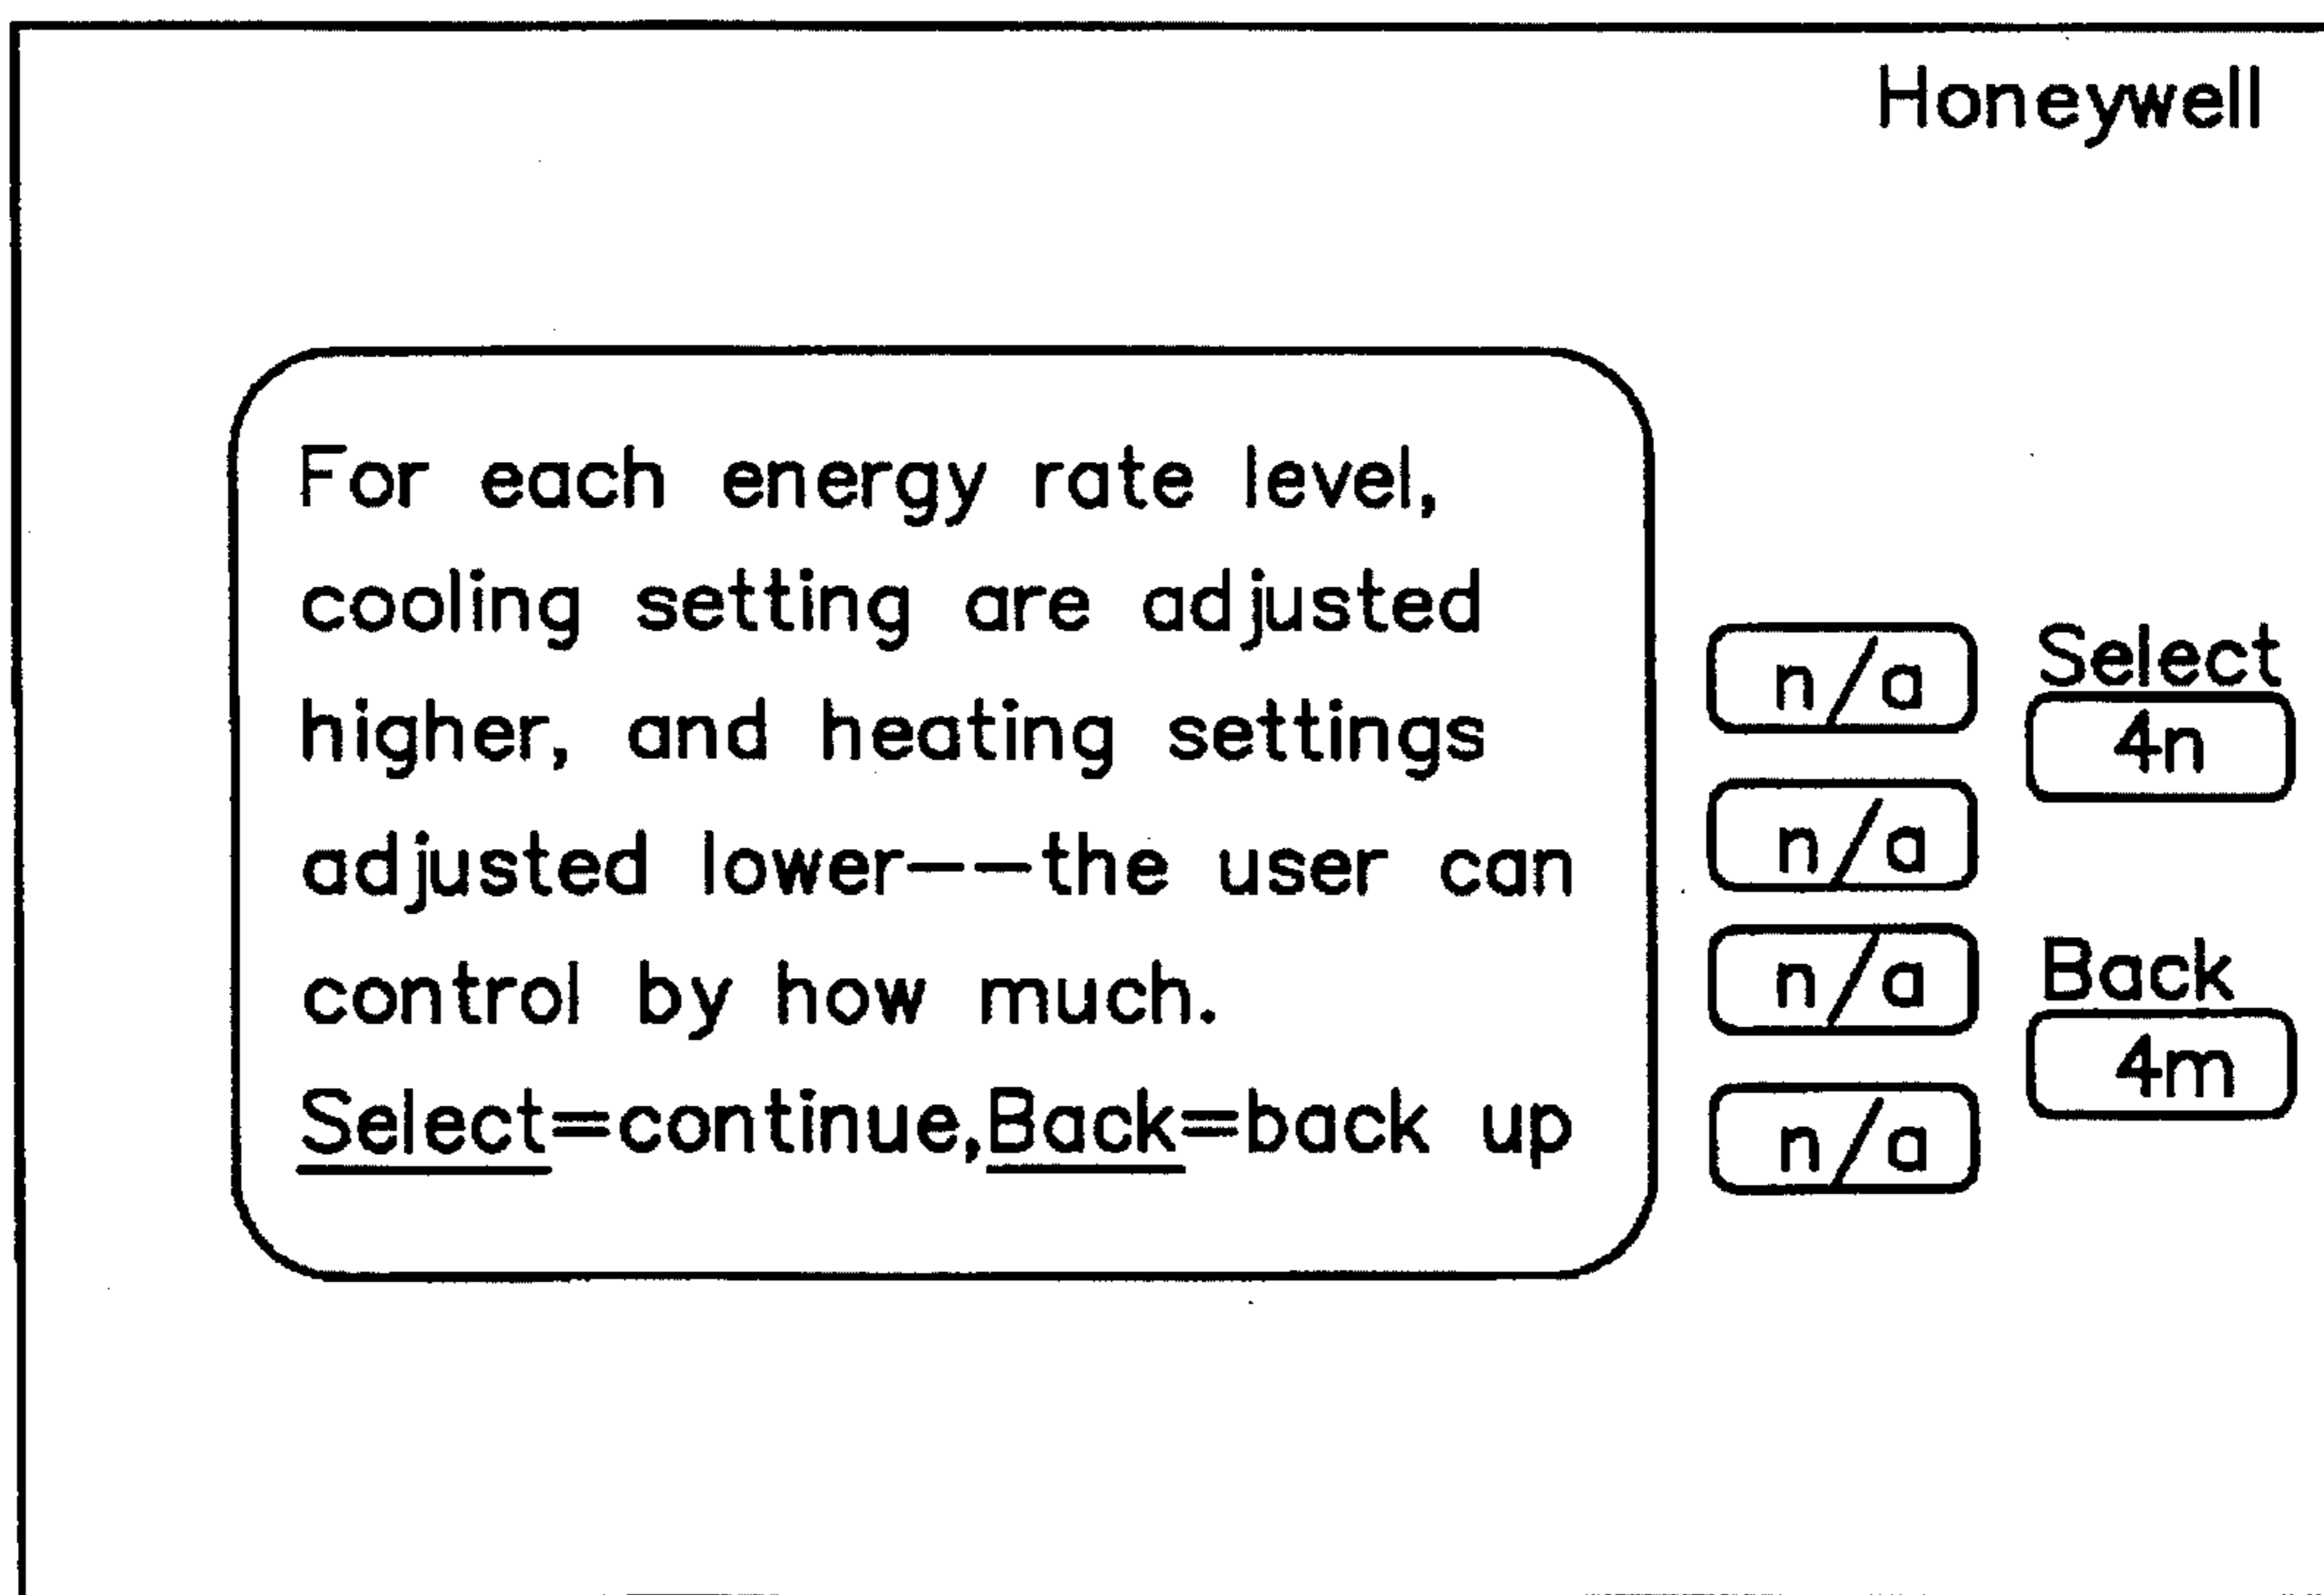 Honeywell
For each energy rate level,
cooling setting are adjusted
higher, and heating settings
adjusted lower--the user can
control by how much.
Select=continue,Back=back up
n/a
n/a
n/a
n/a
Select
4n
Back
4m